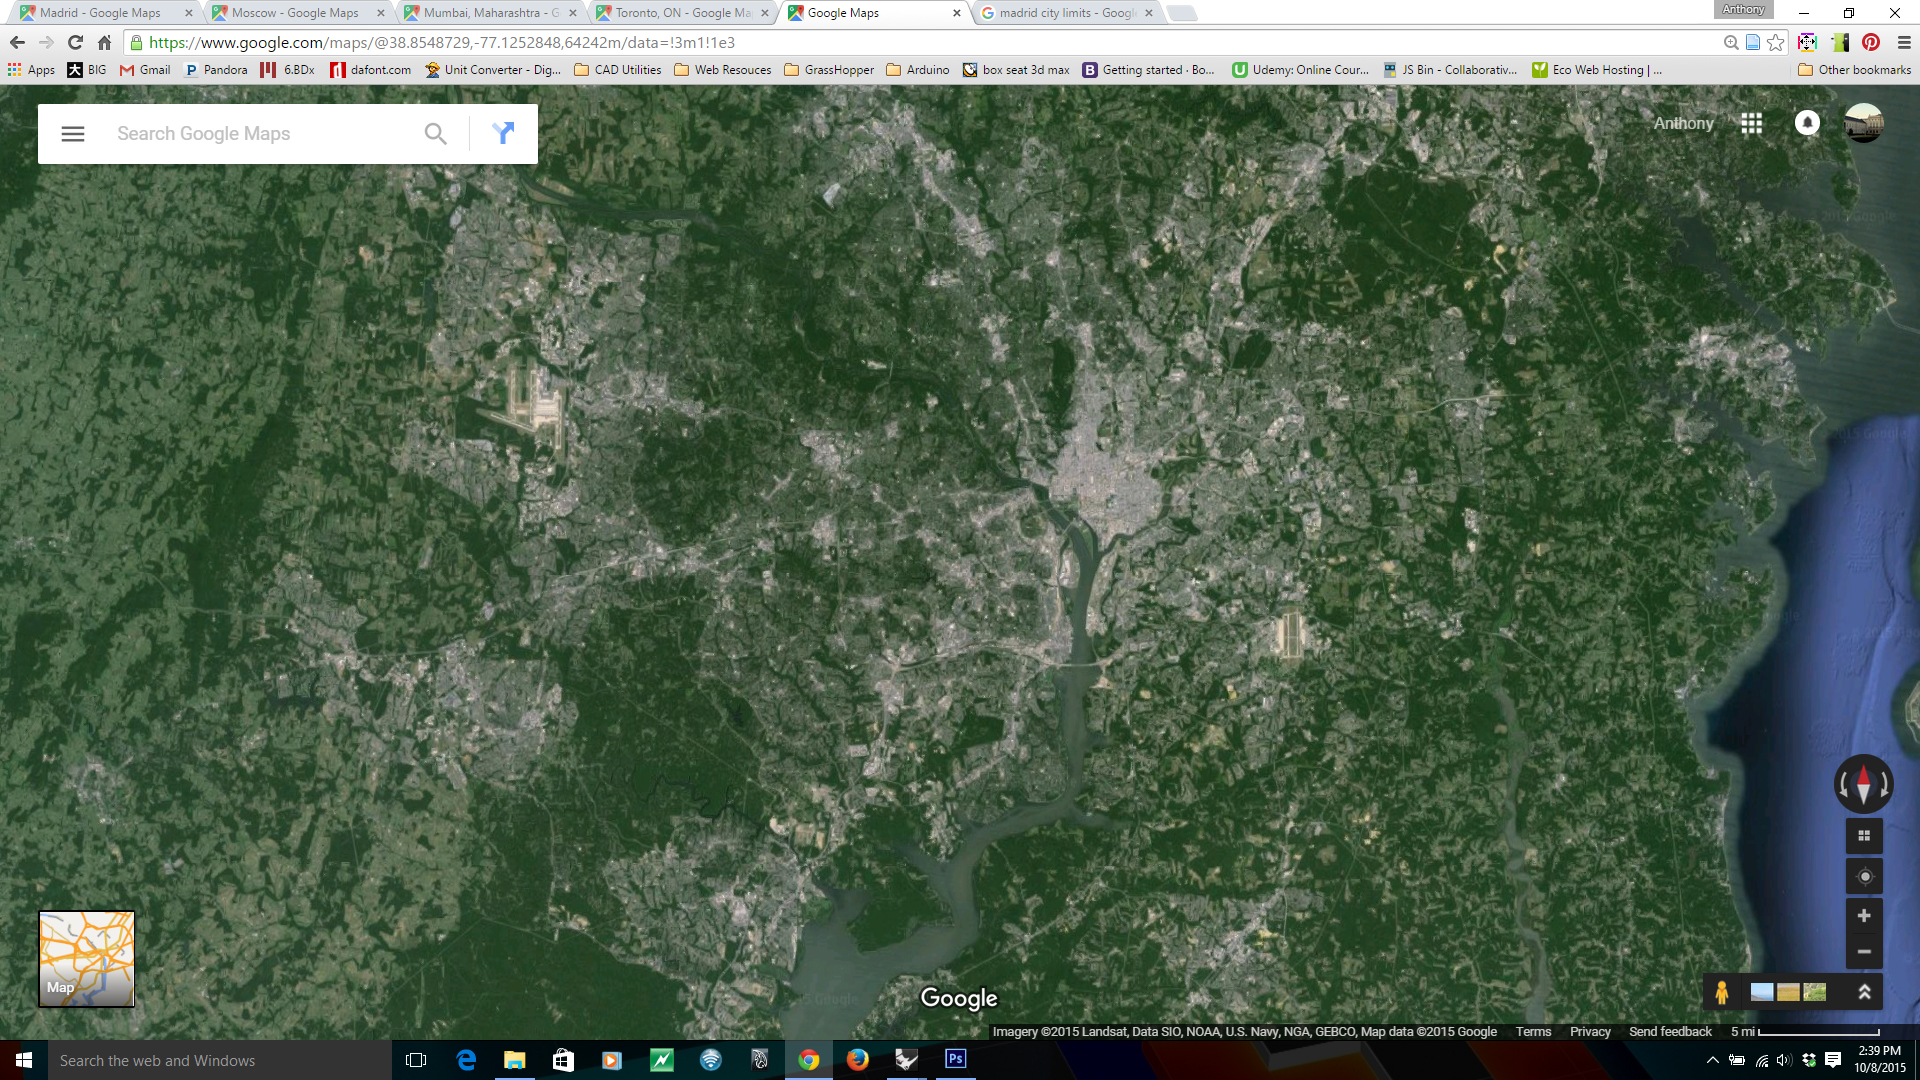 Madrid - Google Maps
Moscow - Google Maps
Mumbai, Maharashtra - G
Toronto, ON - Google Ma
Google Maps
madrid city limits - Googl
Anthony
https://www.google.com/maps/@38.8548729,-77.1252848,64242m/data=!3m1!1e3
Apps
大 BIG
Gmail
Pandora
6.BDx
dafont.com
Unit Converter - Dig...
CAD Utilities
Web Resouces
GrassHopper
Arduino
box seat 3d max
B Getting started · Bo...
Udemy: Online Cour...
JS Bin - Collaborativ...
Eco Web Hosting | ...
Other bookmarks
Search Google Maps
Anthony
Map
Google
Imagery ©2015 Landsat, Data SIO, NOAA, U.S. Navy, NGA, GEBCO, Map data ©2015 Google
Terms
Privacy
Send feedback
5 mi
Search the web and Windows
Ps
2:39 PM
10/8/2015